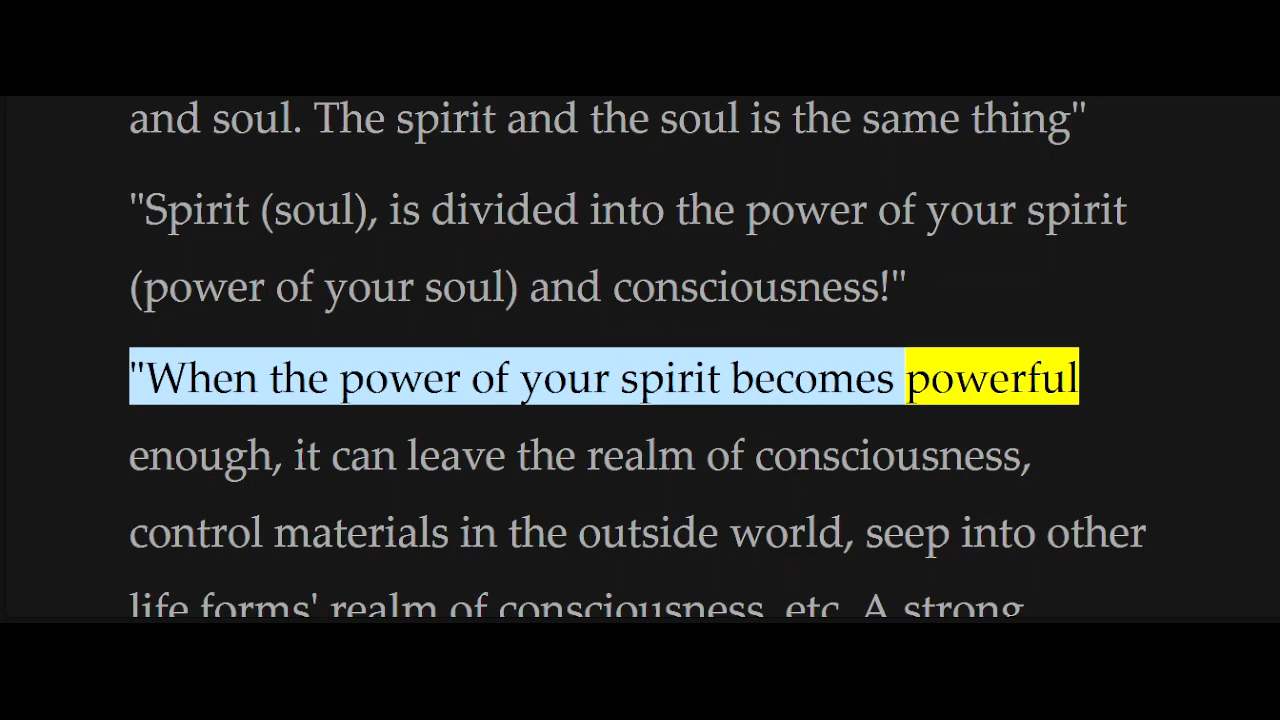 and soul. The spirit and the soul is the same thing"
"Spirit (soul), is divided into the power of your spirit
(power of your soul) and consciousness!"
"When the power of your spirit becomes powerful
enough, it can leave the realm of consciousness,
control materials in the outside world, seep into other
life forms' realm of consciousness, etc. A strong